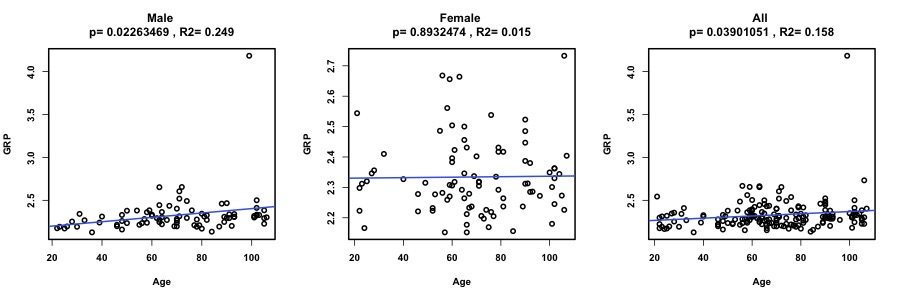 Male
p= 0.02263469 , R2= 0.249
GRP
4.0
3.5
3.0
2.5
20 40 60 80 100
Age
Female
p= 0.8932474 , R2= 0.015
GRP
2.7
2.6
2.5
2.4
2.3
2.2
20 40 60 80 100
Age
All
p= 0.03901051 , R2= 0.158
GRP
4.0
3.5
3.0
2.5
20 40 60 80 100
Age